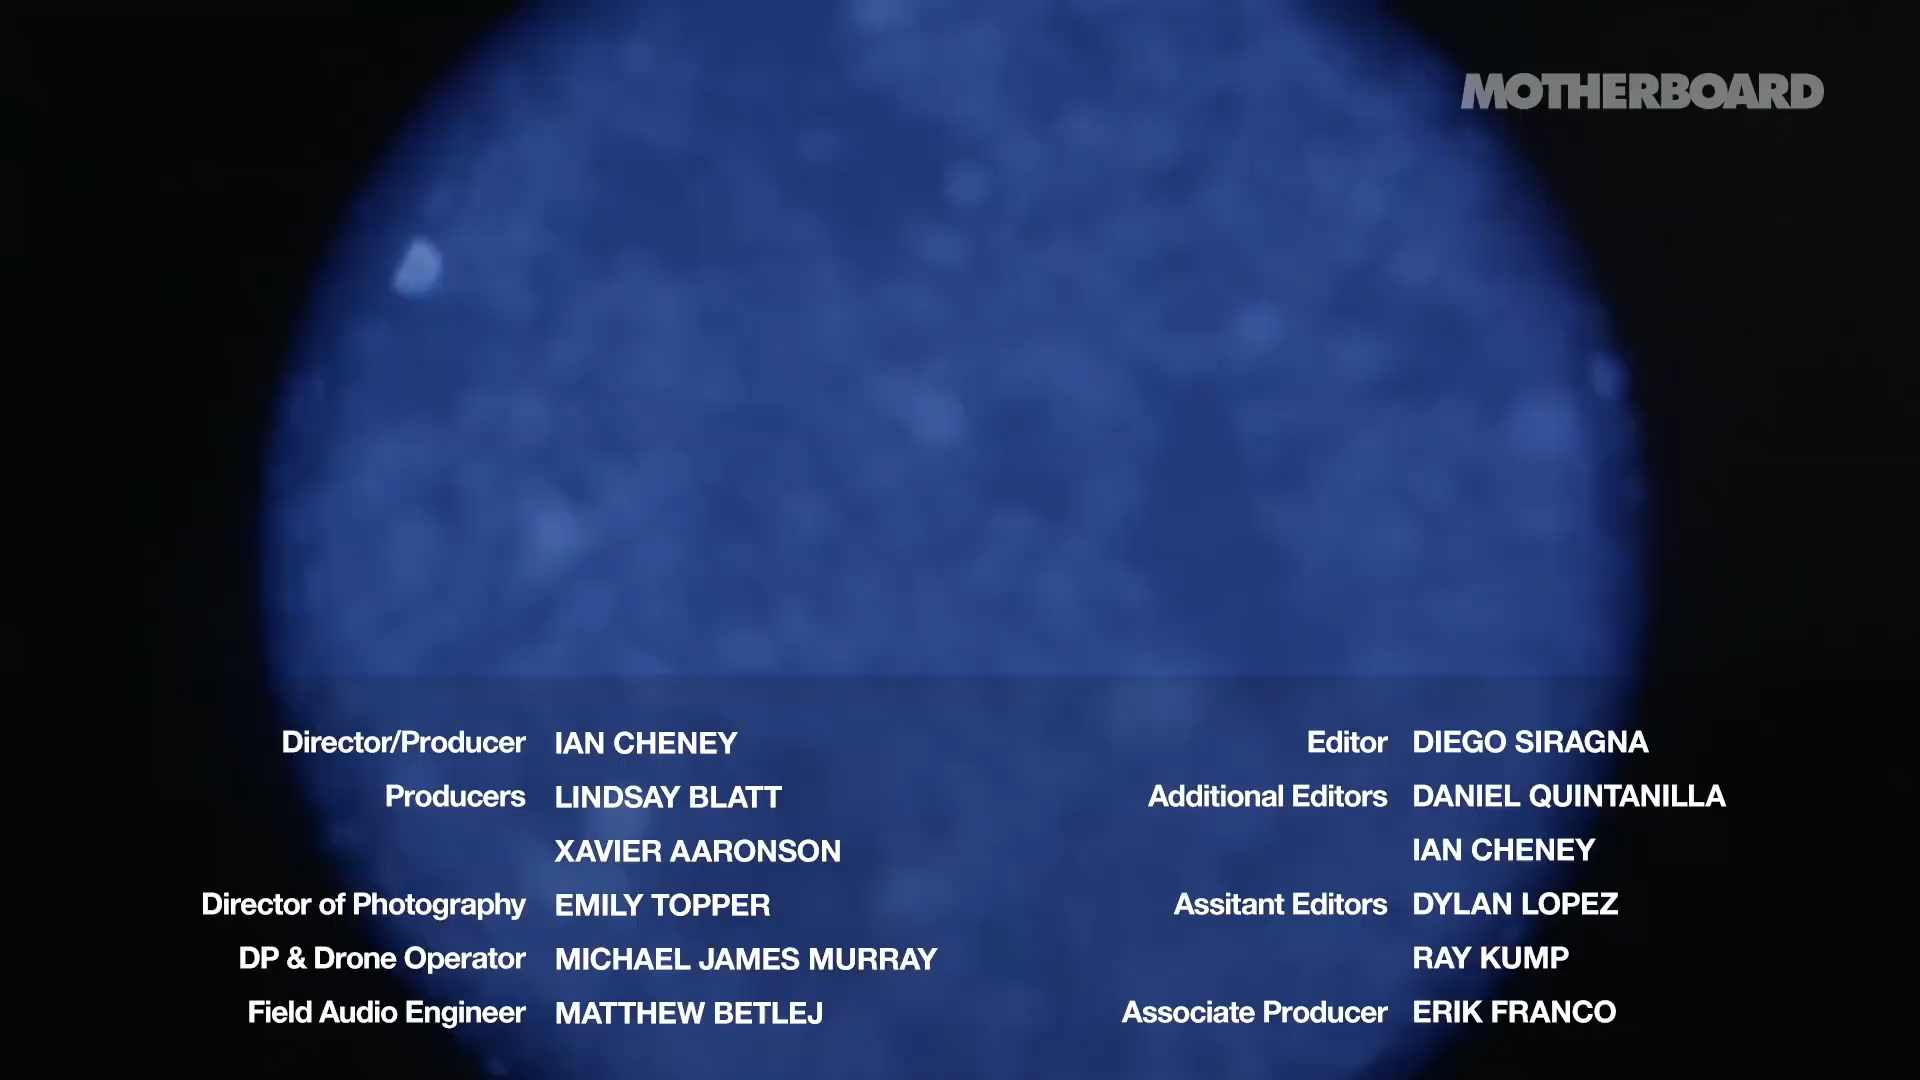 MOTHERBOARD
Director/Producer IAN CHENEY
Producers LINDSAY BLATT
XAVIER AARONSON
Director of Photography EMILY TOPPER
DP & Drone Operator MICHAEL JAMES MURRAY
Field Audio Engineer MATTHEW BETLEJ
Editor DIEGO SIRAGNA
Additional Editors DANIEL QUINTANILLA
IAN CHENEY
Assitant Editors DYLAN LOPEZ
RAY KUMP
Associate Producer ERIK FRANCO